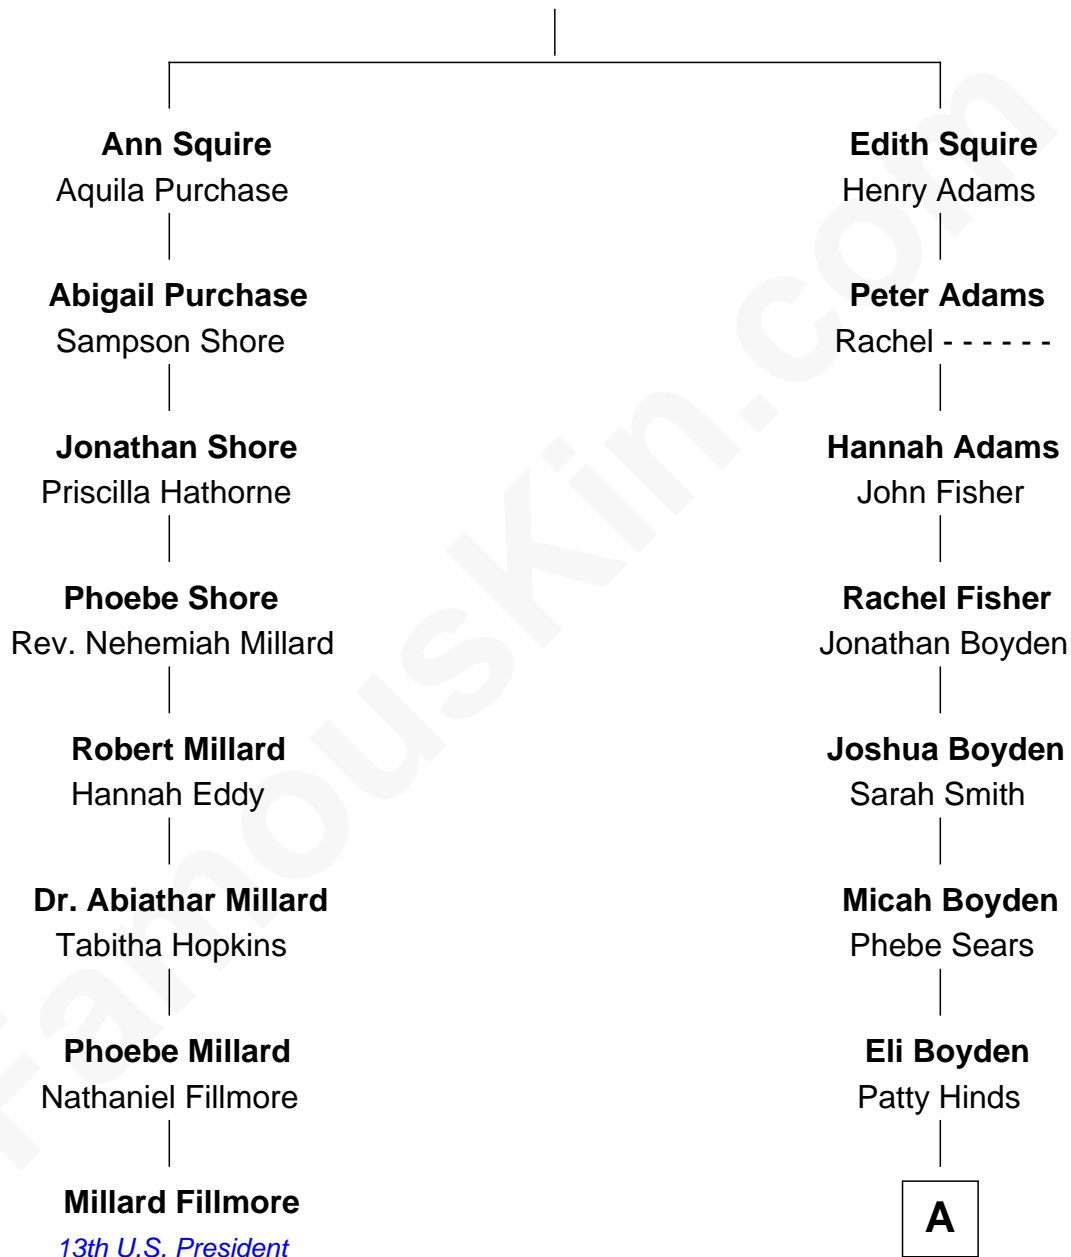 Ann Squire
Aquila Purchase
Abigail Purchase
Sampson Shore
Jonathan Shore
Priscilla Hathorne
Phoebe Shore
Rev. Nehemiah Millard
Robert Millard
Hannah Eddy
Dr. Abiathar Millard
Tabitha Hopkins
Phoebe Millard
Nathaniel Fillmore
Millard Fillmore
13th U.S. President
Edith Squire
Henry Adams
Peter Adams
Rachel - - - - - -
Hannah Adams
John Fisher
Rachel Fisher
Jonathan Boyden
Joshua Boyden
Sarah Smith
Micah Boyden
Phebe Sears
Eli Boyden
Patty Hinds
A
FamousKin.com